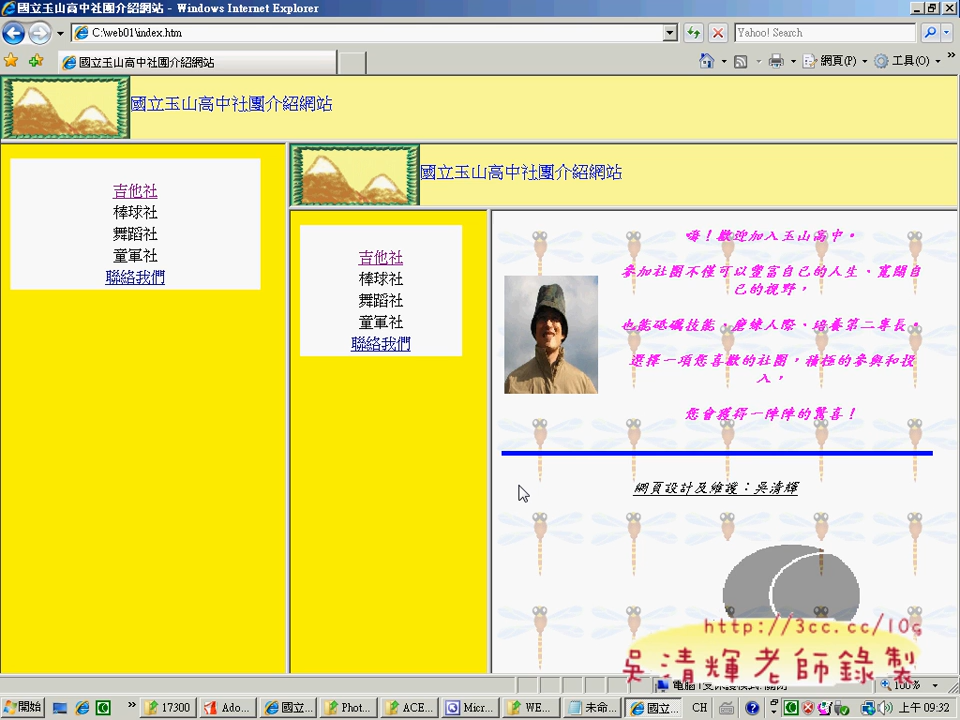 國立玉山高中社團介紹網站 - Windows Internet Explorer
C:\web01\index.htm
Yahoo! Search
國立玉山高中社團介紹網站
網頁(P)
工具(O)
國立玉山高中社團介紹網站
吉他社
棒球社
舞蹈社
童軍社
聯絡我們
國立玉山高中社團介紹網站
吉他社
棒球社
舞蹈社
童軍社
聯絡我們
嗨！歡迎加入玉山高中。
參加社團不僅可以豐富自己的人生、寬闊自
己的視野，
也能砥礪技能、磨練人際、培養第二專長。
選擇一項您喜歡的社團，積極的參與和投
入，
您會獲得一陣陣的驚喜！
網頁設計及維護：吳清輝
http://3cc.cc/10g
吳清輝老師錄製
100%
開始
17300
Ado...
國立...
Phot...
ACE...
Micr...
WE...
未命...
國立...
CH
上午 09:32